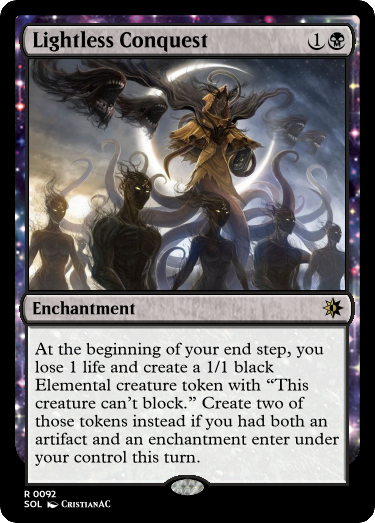 Lightless Conquest 1
Enchantment
At the beginning of your end step, you
lose 1 life and create a 1/1 black
Elemental creature token with “This
creature can’t block.” Create two of
those tokens instead if you had both an
artifact and an enchantment enter under
your control this turn.
R 0092
SOL CristianAC